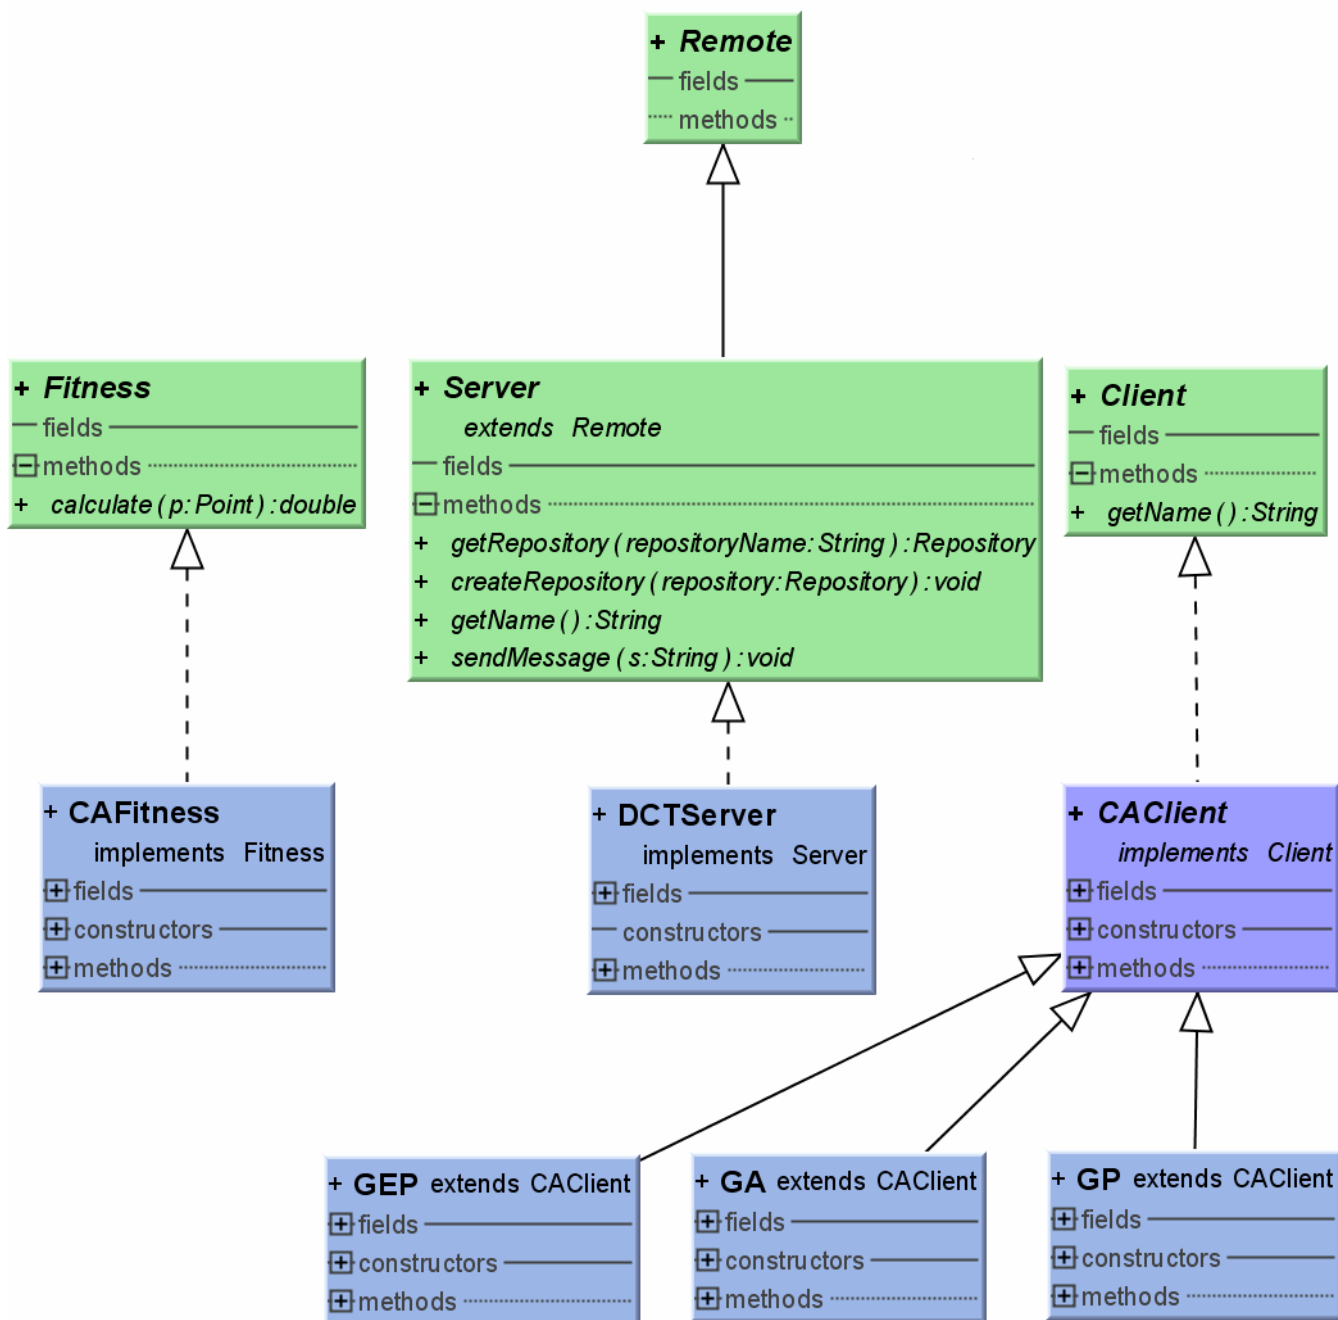 + Remote
fields
methods
+ Fitness
fields
methods
+ calculate(p:Point):double
+ Server
extends Remote
fields
methods
+ getRepository(repositoryName:String):Repository
+ createRepository(repository:Repository):void
+ getName():String
+ sendMessage(s:String):void
+ Client
fields
methods
+ getName():String
+ CAFitness
implements Fitness
+ fields
+ constructors
+ methods
+ DCTServer
implements Server
+ fields
constructors
+ methods
+ CAClient
implements Client
+ fields
+ constructors
+ methods
+ GEP extends CAClient
+ fields
+ constructors
+ methods
+ GA extends CAClient
+ fields
+ constructors
+ methods
+ GP extends CAClient
+ fields
+ constructors
+ methods